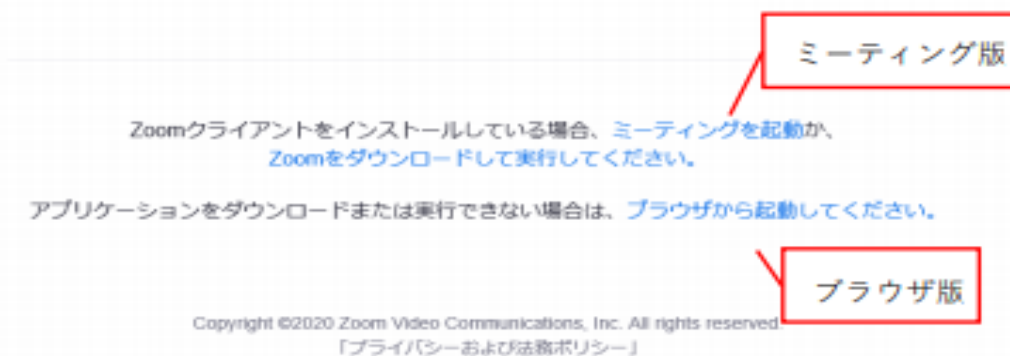 ミーティング版
Zoomクライアントをインストールしている場合、ミーティングを起動か、
Zoomをダウンロードして実行してください。
アプリケーションをダウンロードまたは実行できない場合は、ブラウザから起動してください。
ブラウザ版
Copyright ©2020 Zoom Video Communications, Inc. All rights reserved.
「プライバシーおよび法務ポリシー」